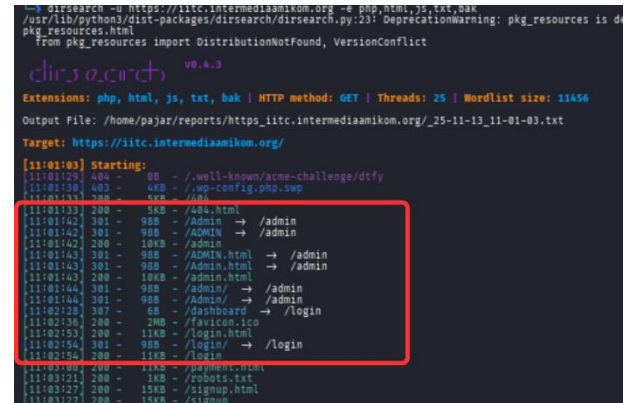 dirsearch -u https://iitc.intermediaamikom.org -e php,html,js,txt,bak
/usr/lib/python3/dist-packages/dirsearch/dirsearch.py:23: DeprecationWarning: pkg_resources is de
pkg_resources.html
from pkg_resources import DistributionNotFound, VersionConflict
v0.4.3
Extensions: php, html, js, txt, bak | HTTP method: GET | Threads: 25 | Wordlist size: 11456
Output File: /home/pajar/reports/https_iitc.intermediaamikom.org/_25-11-13_11-01-03.txt
Target: https://iitc.intermediaamikom.org/
[11:01:03] Starting:
[11:01:29] 404 - 0B - /.well-known/acme-challenge/dtfy
[11:01:30] 403 - 4KB - /.wp-config.php.swp
[11:01:33] 200 - 5KB - /404
[11:01:33] 200 - 5KB - /404.html
[11:01:42] 301 - 98B - /Admin → /admin
[11:01:42] 301 - 98B - /ADMIN → /admin
[11:01:42] 200 - 10KB - /admin
[11:01:43] 301 - 98B - /ADMIN.html → /admin
[11:01:43] 301 - 98B - /Admin.html → /admin
[11:01:43] 200 - 10KB - /admin.html
[11:01:44] 301 - 98B - /admin/ → /admin
[11:01:44] 301 - 98B - /Admin/ → /admin
[11:02:28] 307 - 6B - /dashboard → /login
[11:02:36] 200 - 2MB - /favicon.ico
[11:02:53] 200 - 11KB - /login.html
[11:02:54] 301 - 98B - /login/ → /login
[11:02:54] 200 - 11KB - /login
[11:03:08] 200 - 11KB - /payment.html
[11:03:21] 200 - 1KB - /robots.txt
[11:03:27] 200 - 15KB - /signup.html
[11:03:27] 200 - 15KB - /signup